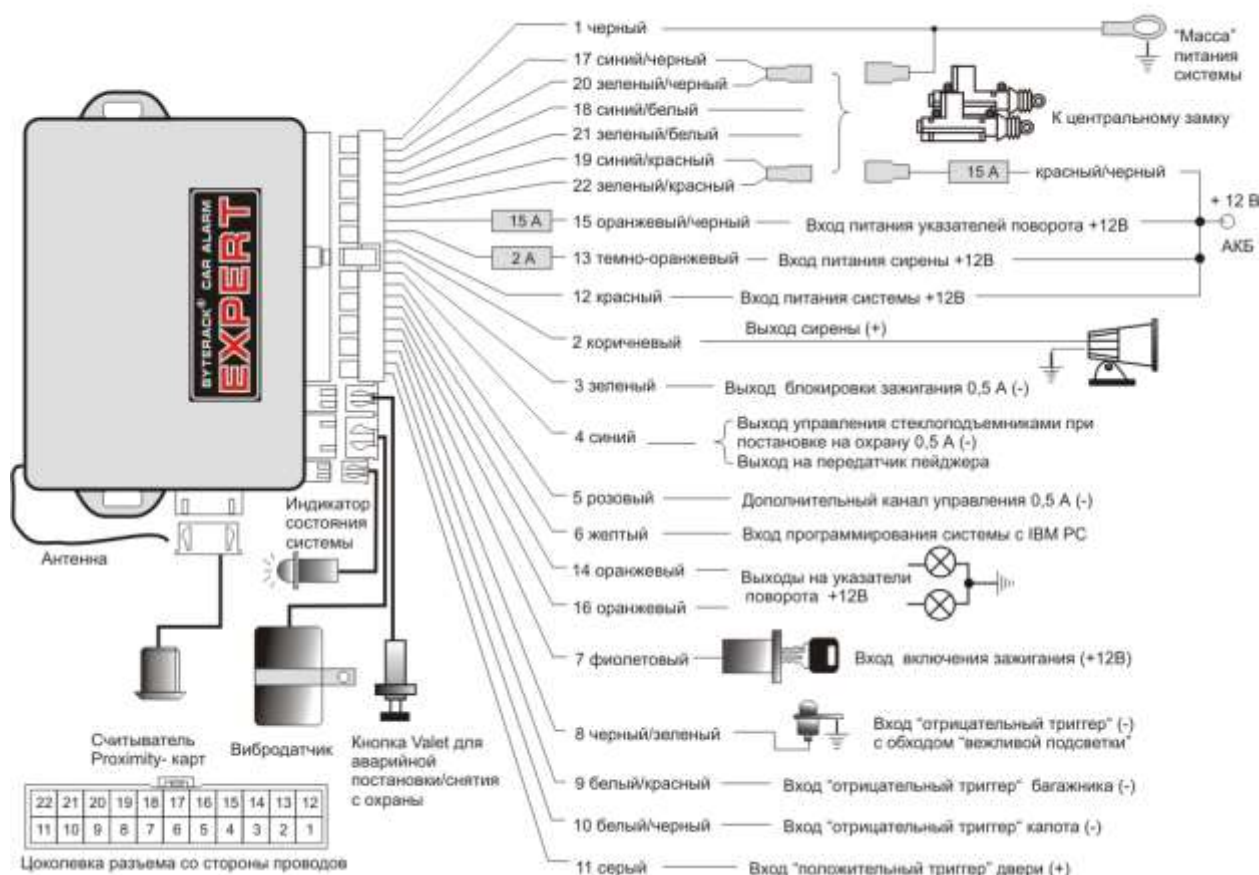 1 черный
"Масса"
питания
системы
17 синий/черный
20 зеленый/черный
18 синий/белый
21 зеленый/белый
К центральному замку
19 синий/красный
22 зеленый/красный
15 А
красный/черный
+ 12 В
АКБ
15 А
15 оранжевый/черный
Вход питания указателей поворота +12В
2 А
13 темно-оранжевый
Вход питания сирены +12В
12 красный
Вход питания системы +12В
BYTERACK® CAR ALARM
EXPERT
2 коричневый
Выход сирены (+)
3 зеленый
Выход блокировки зажигания 0,5 А (-)
4 синий
Выход управления стеклоподъемниками при
постановке на охрану 0,5 А (-)
Выход на передатчик пейджера
5 розовый
Дополнительный канал управления 0,5 А (-)
6 желтый
Вход программирования системы с IBM PC
14 оранжевый
16 оранжевый
Выходы на указатели
поворота +12В
7 фиолетовый
Вход включения зажигания (+12В)
8 черный/зеленый
Вход "отрицательный триггер" (-)
с обходом "вежливой подсветки"
9 белый/красный
Вход "отрицательный триггер" багажника (-)
10 белый/черный
Вход "отрицательный триггер" капота (-)
11 серый
Вход "положительный триггер" двери (+)
Антенна
Индикатор
состояния
системы
Считыватель
Proximity- карт
Вибродатчик
Кнопка Valet для
аварийной
постановки/снятия
с охраны
22 21 20 19 18 17 16 15 14 13 12
11 10 9 8 7 6 5 4 3 2 1
Цоколевка разъема со стороны проводов